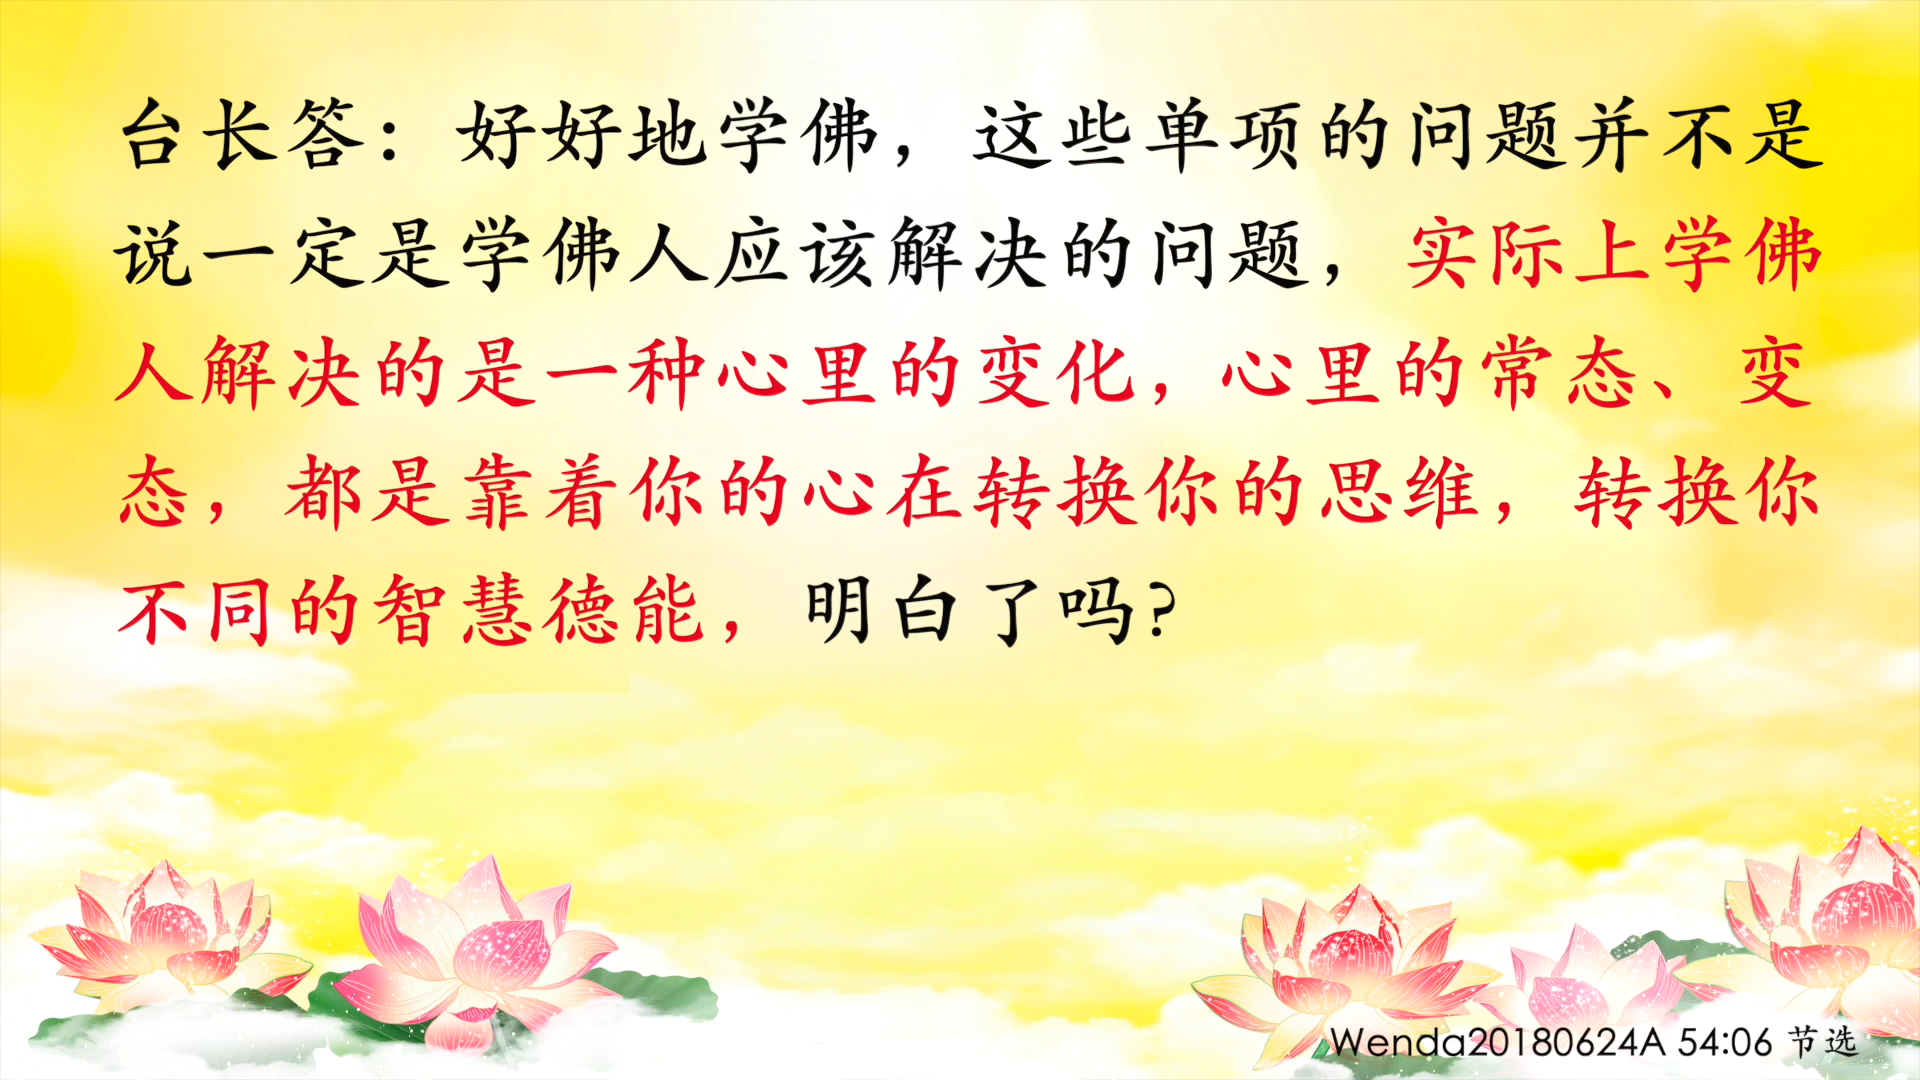 台长答：好好地学佛，这些单项的问题并不是
说一定是学佛人应该解决的问题，实际上学佛
人解决的是一种心里的变化，心里的常态、变
态，都是靠着你的心在转换你的思维，转换你
不同的智慧德能，明白了吗？
Wenda20180624A 54:06 节选